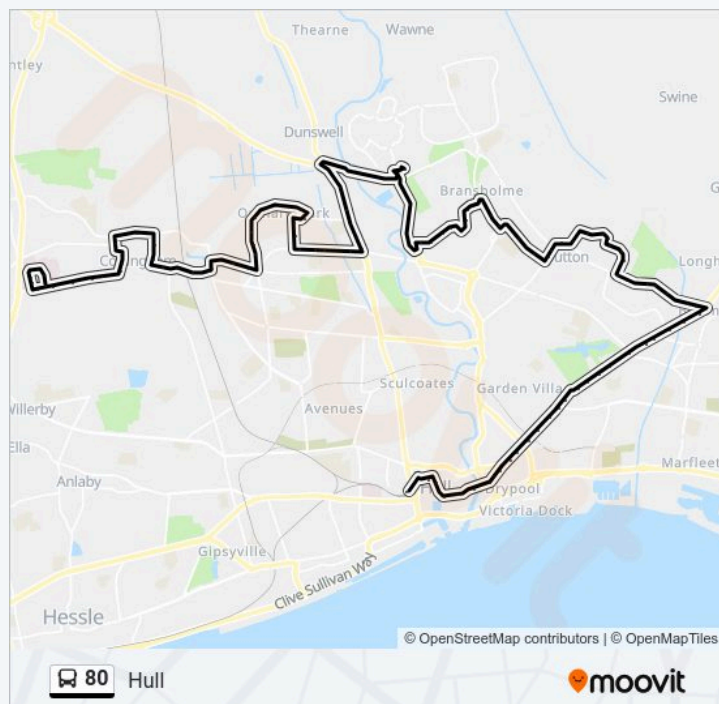 Thearne
Wawne
ntley
Swine
Dunswell
Bransholme
Cottingham
Sutton
Longh
Sculcoates
Garden Villa
Willerby
Avenues
Ella
Anlaby
Marfleet
Hull
Drypool
Victoria Dock
Gipsyville
Clive Sullivan Way
Hessle
© OpenStreetMap contributors | © OpenMapTiles
80 Hull
moovit